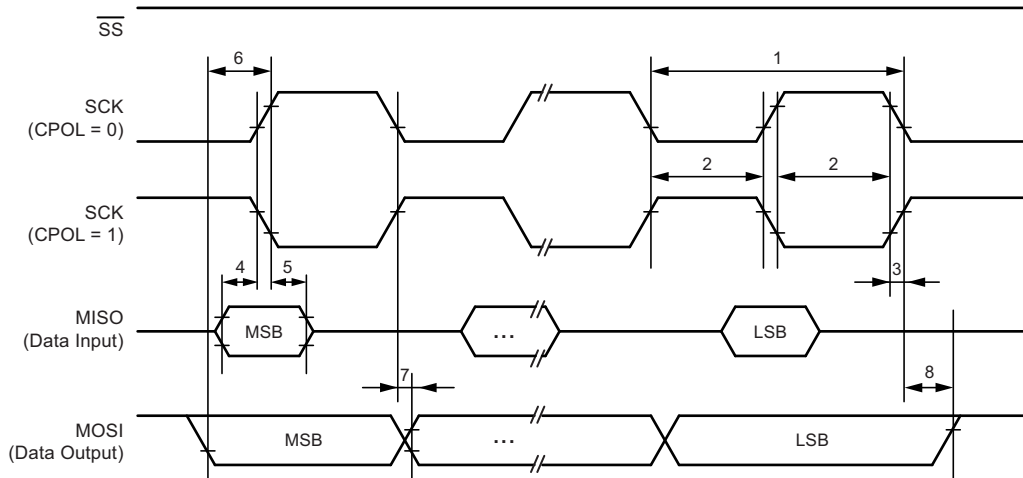 SS
6
1
SCK
(CPOL = 0)
2
2
SCK
(CPOL = 1)
4
5
3
MISO
(Data Input)
MSB
...
LSB
7
8
MOSI
(Data Output)
MSB
...
LSB